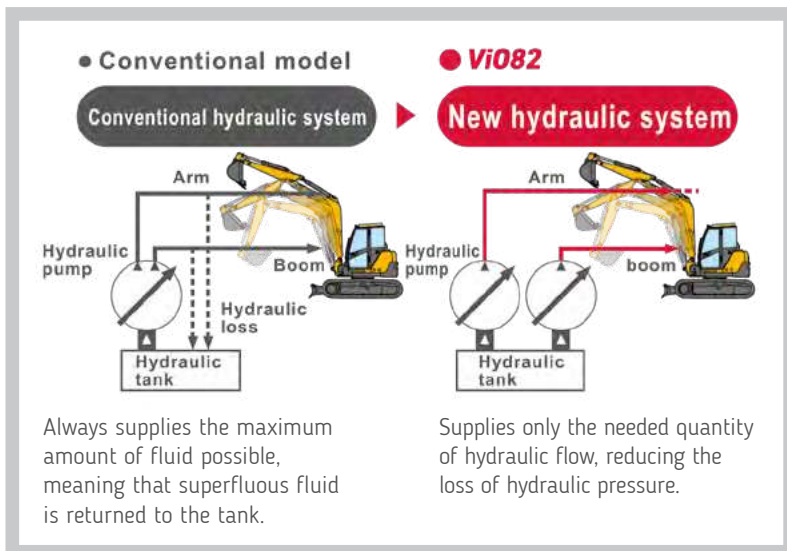 ● Conventional model
Conventional hydraulic system
Arm
Hydraulic
pump
Boom
Hydraulic
loss
Hydraulic
tank
Always supplies the maximum
amount of fluid possible,
meaning that superfluous fluid
is returned to the tank.
● ViO82
New hydraulic system
Arm
Hydraulic
pump
boom
Hydraulic
tank
Supplies only the needed quantity
of hydraulic flow, reducing the
loss of hydraulic pressure.